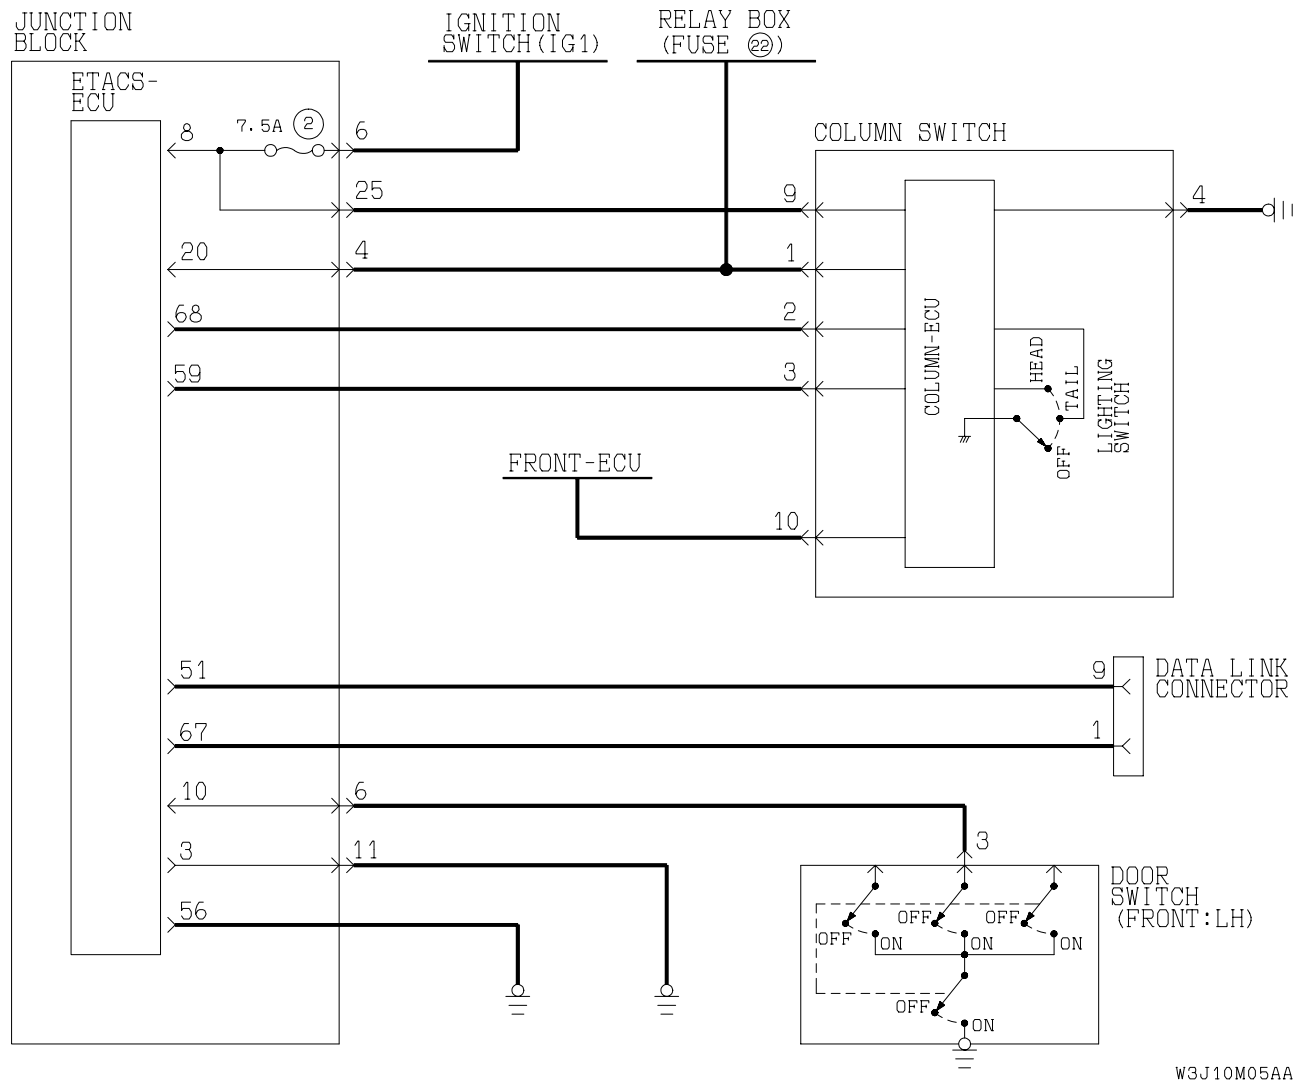 JUNCTION
BLOCK
IGNITION
SWITCH(IG1)
RELAY BOX
(FUSE 22)
ETACS-
ECU
8
7.5A 2
6
COLUMN SWITCH
25
9
4
20
4
1
68
2
59
3
COLUMN-ECU
HEAD
TAIL
OFF
LIGHTING
SWITCH
FRONT-ECU
10
51
9
DATA LINK
CONNECTOR
67
1
10
6
3
3
11
DOOR
SWITCH
(FRONT:LH)
56
OFF
ON
OFF
ON
OFF
ON
OFF
ON
W3J10M05AA